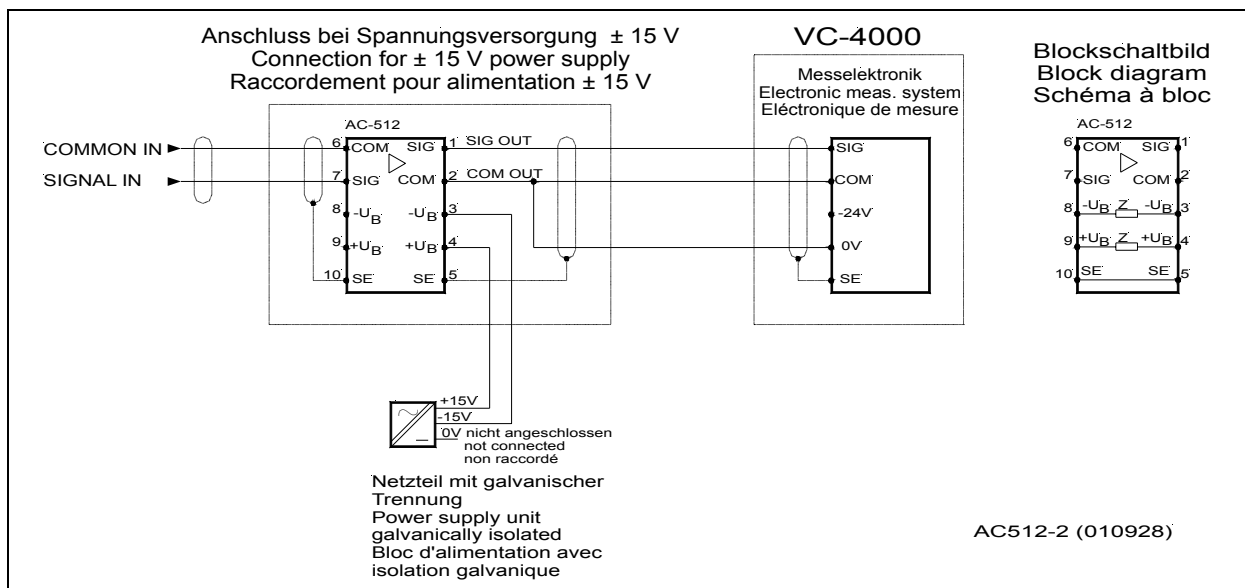 Anschluss bei Spannungsversorgung ± 15 V
Connection for ± 15 V power supply
Raccordement pour alimentation ± 15 V
VC-4000
Messelektronik
Electronic meas. system
Eléctronique de mesure
Blockschaltbild
Block diagram
Schéma à bloc
AC-512
COMMON IN
SIGNAL IN
6 COM SIG 1 SIG OUT
7 SIG COM 2 COM OUT
8 -UB -UB 3
9 +UB +UB 4
10 SE SE 5
SIG
COM
-24V
0V
SE
AC-512
6 COM SIG 1
7 SIG COM 2
8 -UB Z -UB 3
9 +UB Z +UB 4
10 SE SE 5
+15V
-15V
0V nicht angeschlossen
not connected
non raccordé
Netzteil mit galvanischer
Trennung
Power supply unit
galvanically isolated
Bloc d'alimentation avec
isolation galvanique
AC512-2 (010928)